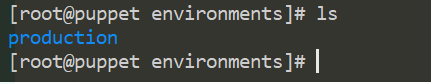 [root@puppet environments]# ls
production
[root@puppet environments]#